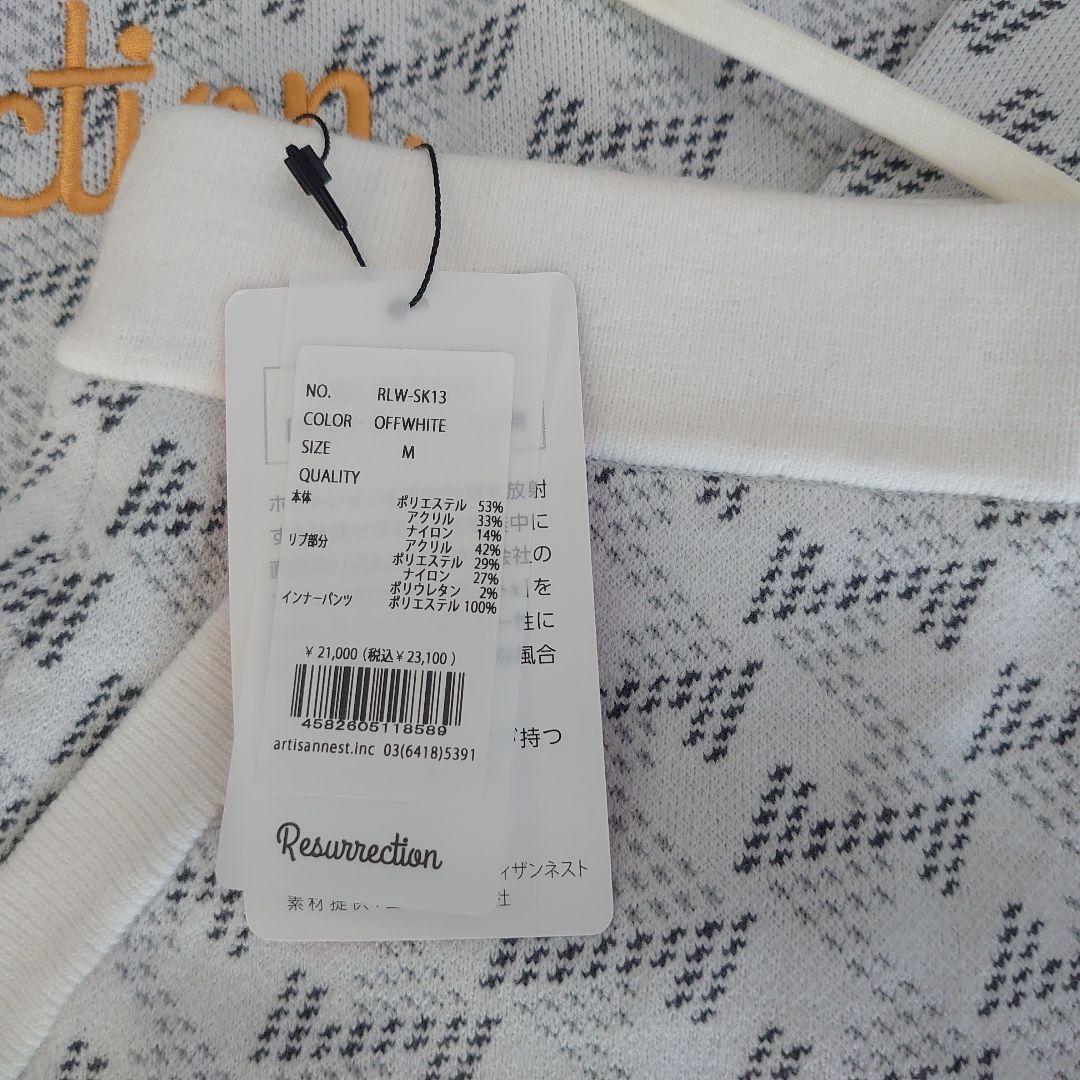 ction.
NO. RLW-SK13
COLOR OFFWHITE
SIZE M
QUALITY
本体 ポリエステル 53%
アクリル 33%
ナイロン 14%
リブ部分 アクリル 42%
ポリエステル 29%
ナイロン 27%
ポリウレタン 2%
インナーパンツ ポリエステル 100%
¥ 21,000 (税込¥ 23,100 )
4582605118589
artisannest.inc 03(6418)5391
Resurrection
放射
中に
会社の
を
性に
風合
持つ
ィザンネスト
素材提供
社